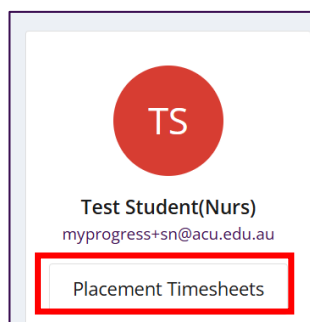 TS
Test Student(Nurs)
myprogress+sn@acu.edu.au
Placement Timesheets